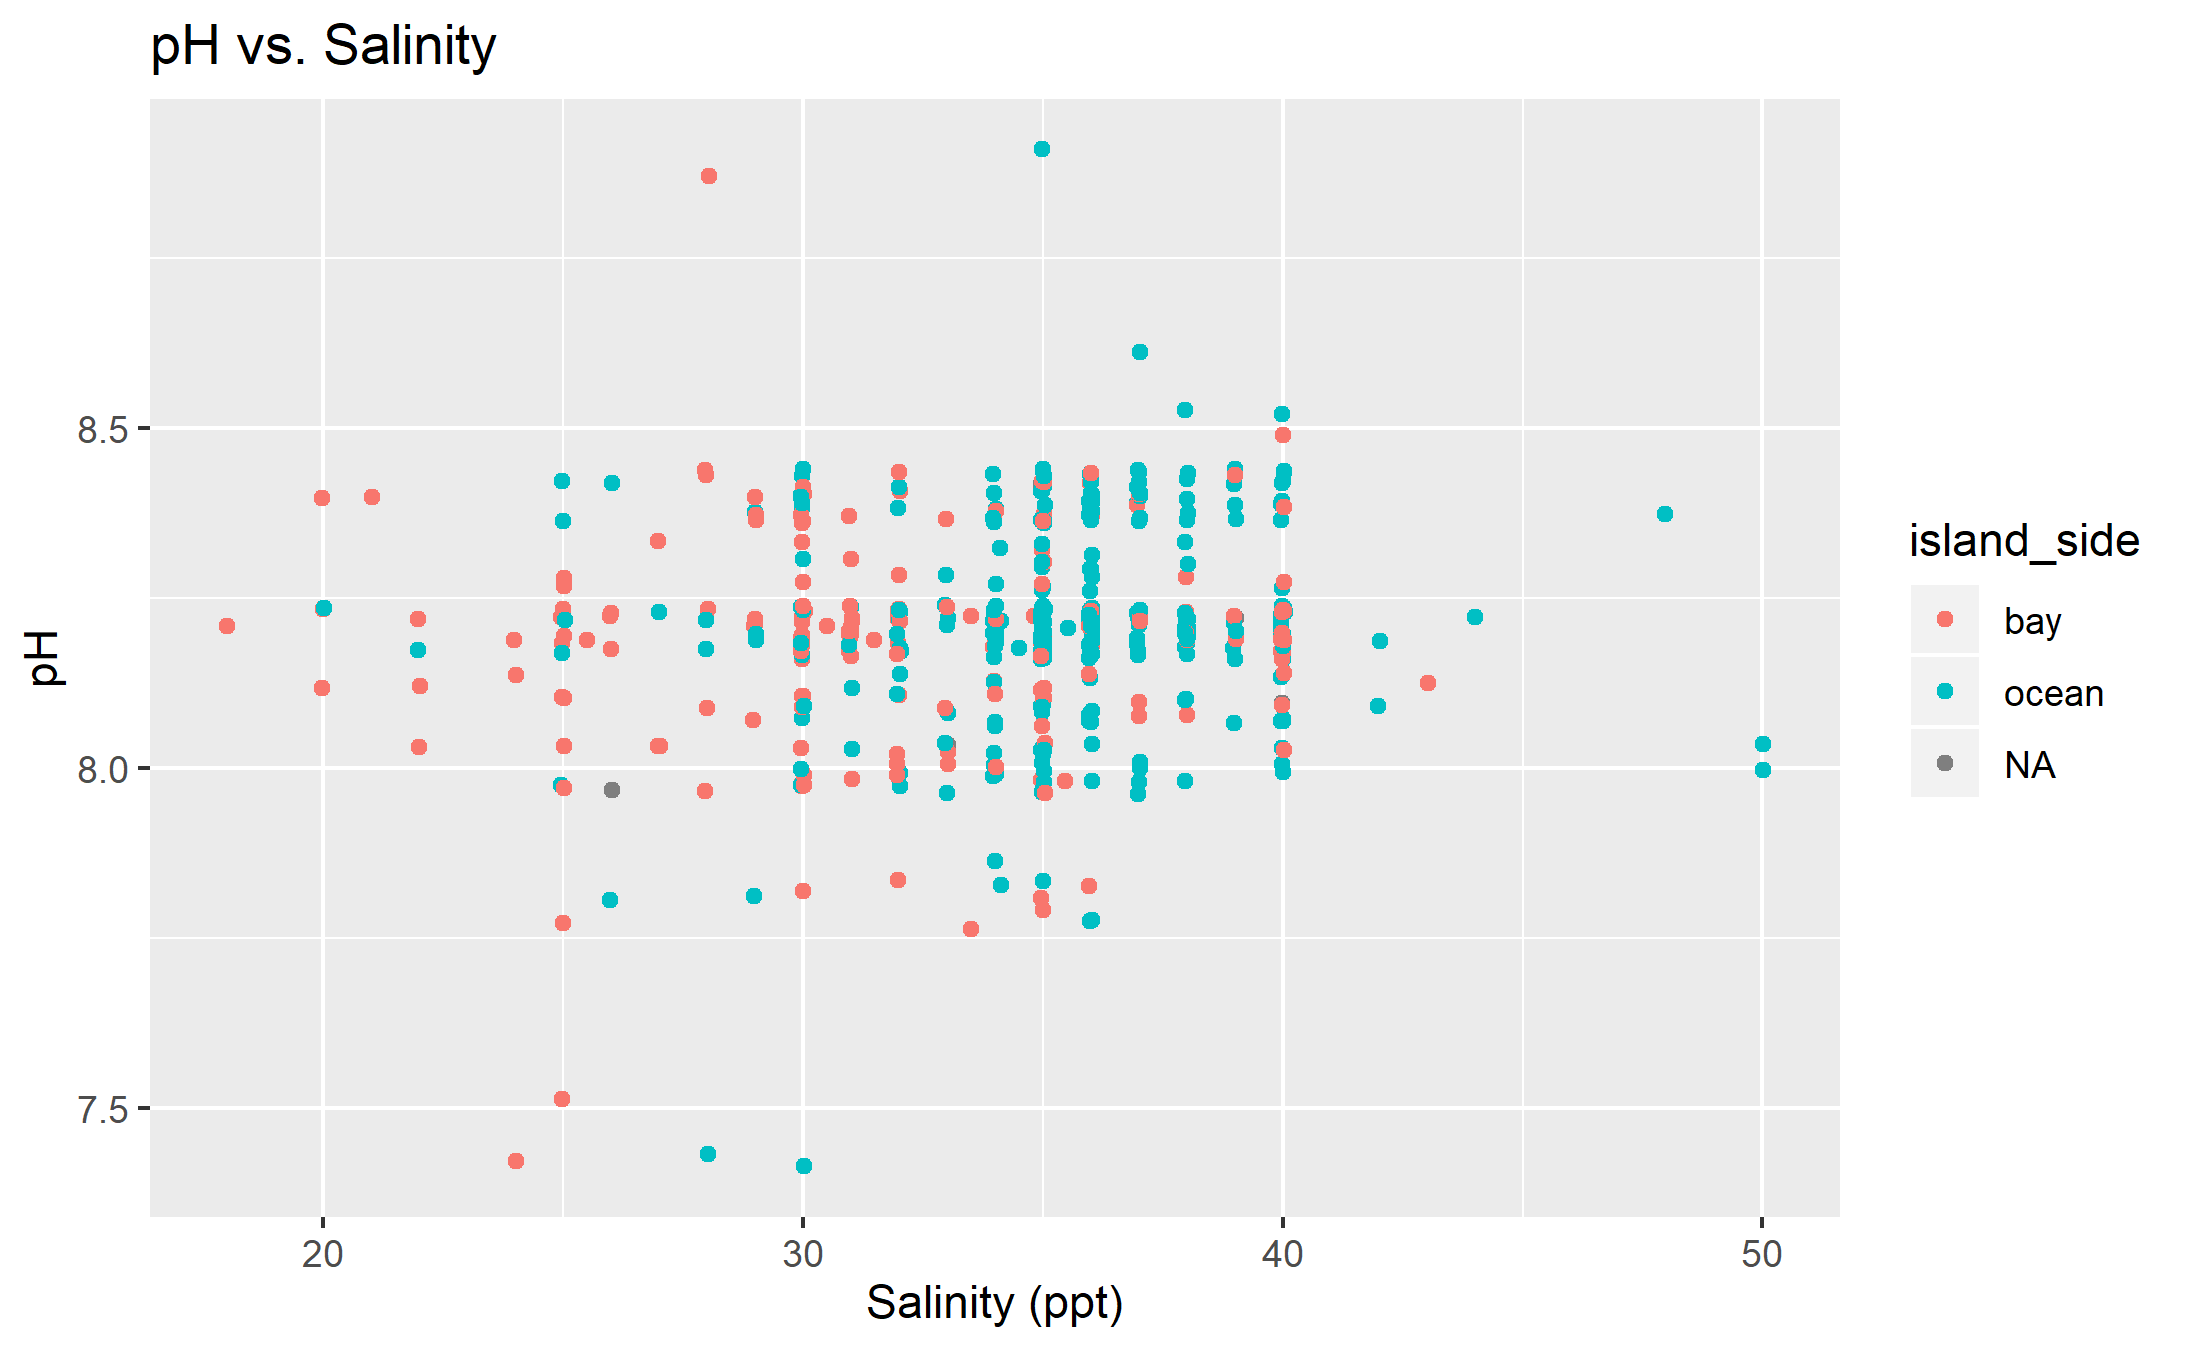 pH vs. Salinity
pH
8.5
8.0
7.5
20 30 40 50
Salinity (ppt)
island_side
bay
ocean
NA